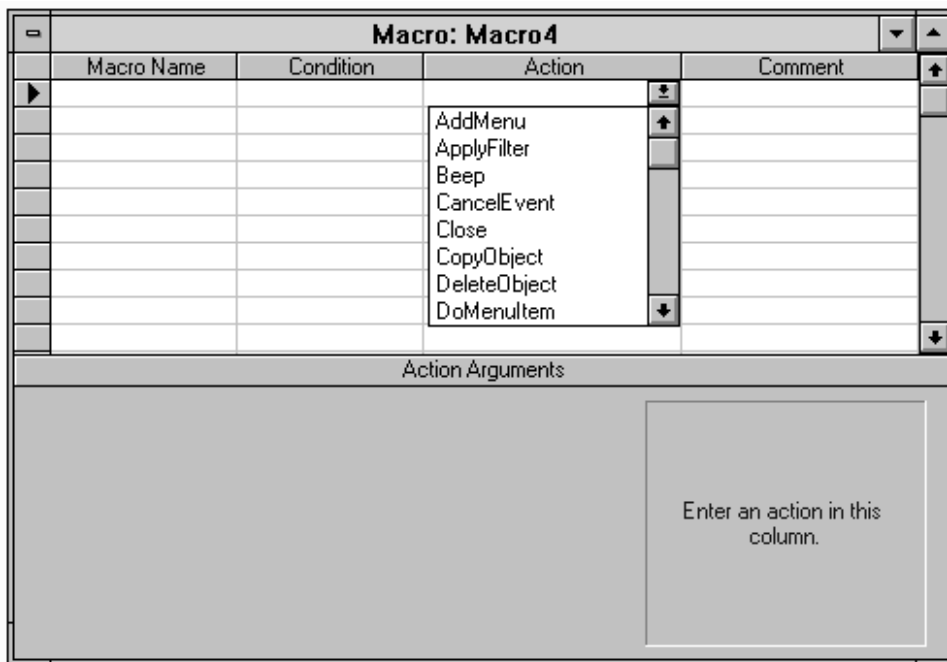 Macro: Macro4
Macro Name Condition Action Comment
AddMenu
ApplyFilter
Beep
CancelEvent
Close
CopyObject
DeleteObject
DoMenuItem
Action Arguments
Enter an action in this
column.